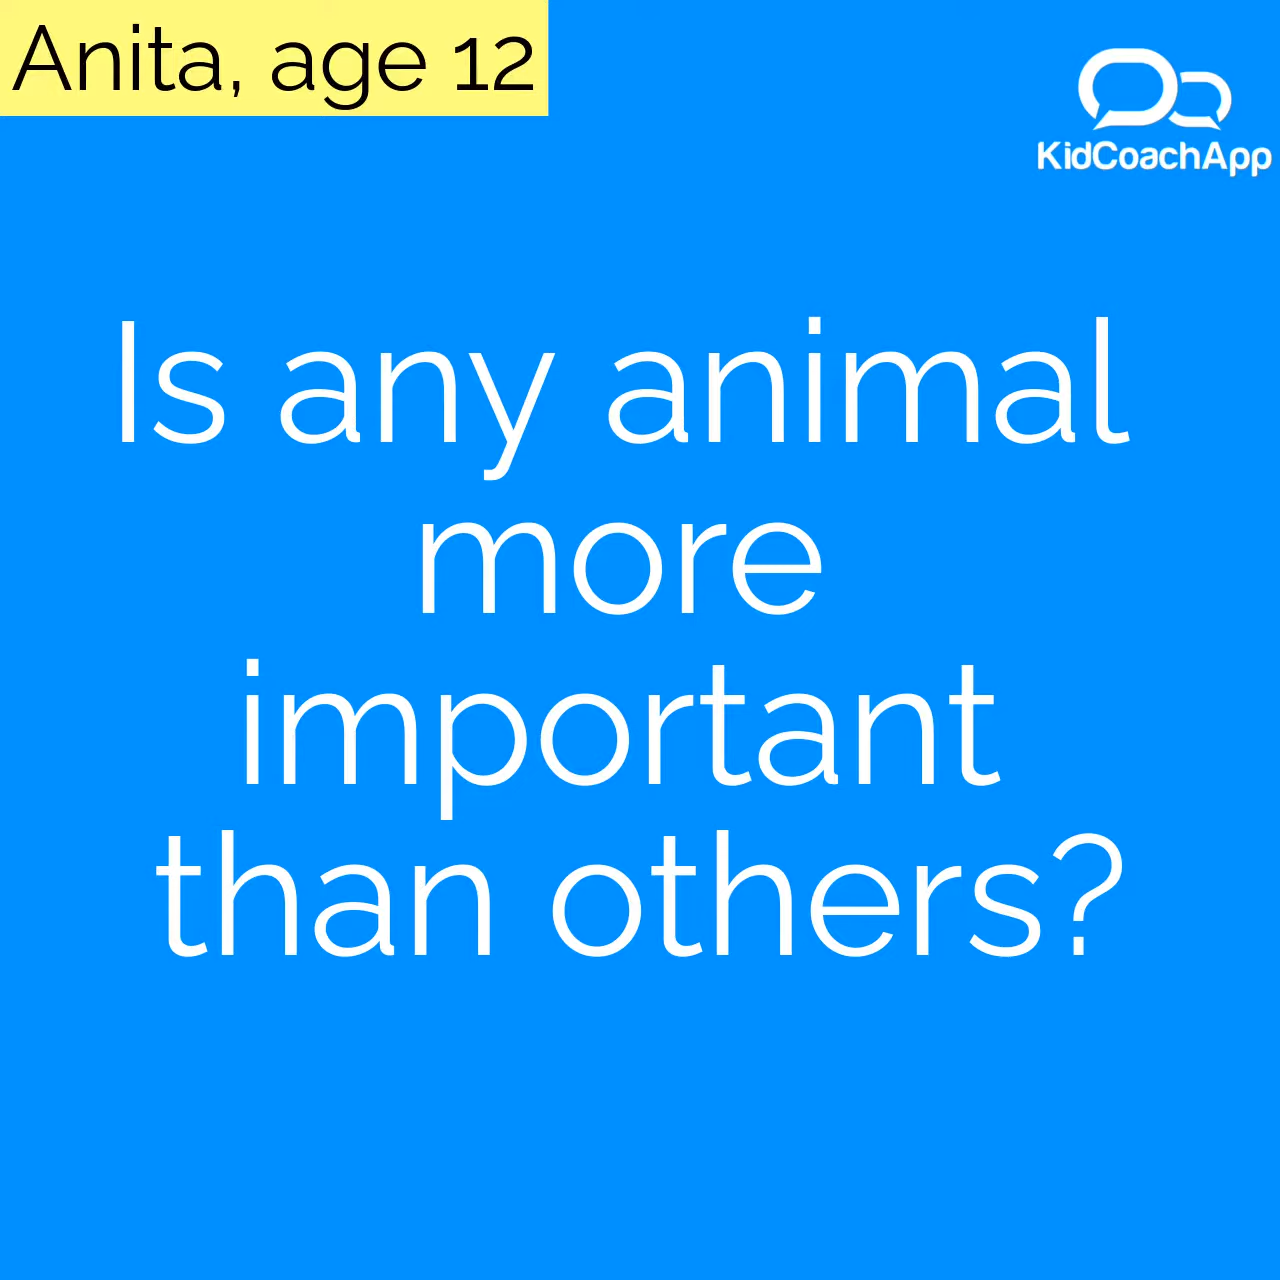 Anita, age 12
KidCoachApp
Is any animal
more
important
than others?